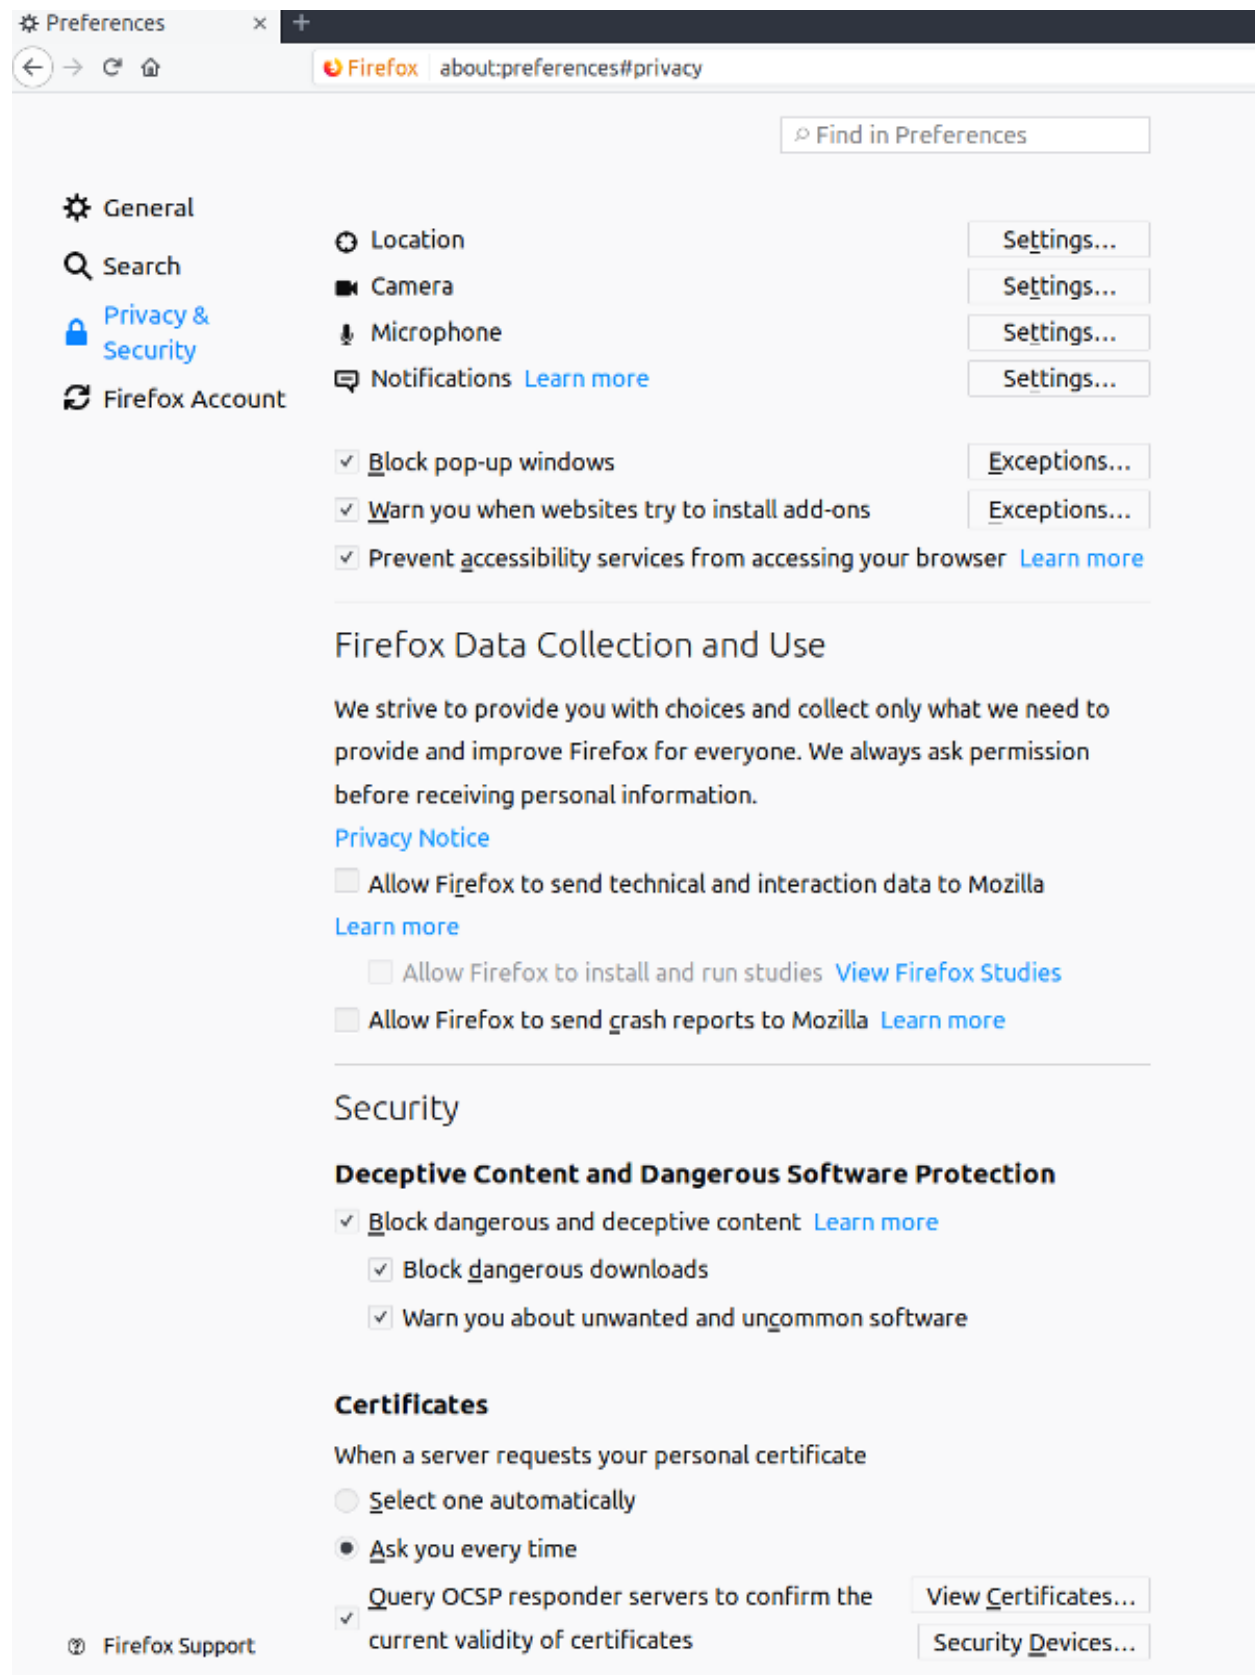 Preferences
Firefox about:preferences#privacy
Find in Preferences
General
Search
Privacy &
Security
Firefox Account
Location Settings...
Camera Settings...
Microphone Settings...
Notifications Learn more Settings...
Block pop-up windows Exceptions...
Warn you when websites try to install add-ons Exceptions...
Prevent accessibility services from accessing your browser Learn more
Firefox Data Collection and Use
We strive to provide you with choices and collect only what we need to
provide and improve Firefox for everyone. We always ask permission
before receiving personal information.
Privacy Notice
Allow Firefox to send technical and interaction data to Mozilla
Learn more
Allow Firefox to install and run studies View Firefox Studies
Allow Firefox to send crash reports to Mozilla Learn more
Security
Deceptive Content and Dangerous Software Protection
Block dangerous and deceptive content Learn more
Block dangerous downloads
Warn you about unwanted and uncommon software
Certificates
When a server requests your personal certificate
Select one automatically
Ask you every time
Query OCSP responder servers to confirm the View Certificates...
current validity of certificates Security Devices...
Firefox Support